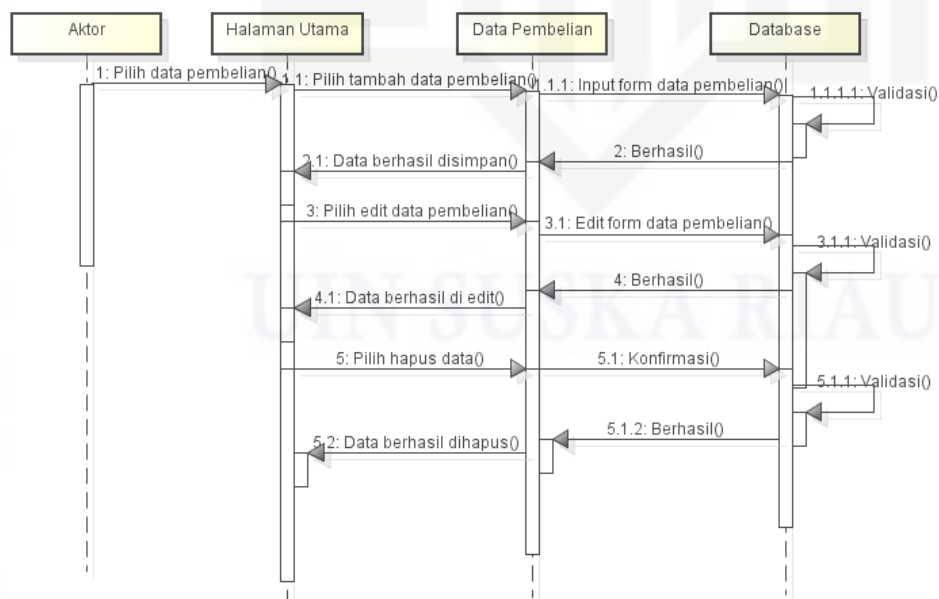 Aktor
Halaman Utama
Data Pembelian
Database
1: Pilih data pembelian()
1.1: Pilih tambah data pembelian()
1.1.1: Input form data pembelian()
1.1.1.1: Validasi()
2: Berhasil()
2.1: Data berhasil disimpan()
3: Pilih edit data pembelian()
3.1: Edit form data pembelian()
3.1.1: Validasi()
4: Berhasil()
4.1: Data berhasil di edit()
UIN SUSKA RIAU
5: Pilih hapus data()
5.1: Konfirmasi()
5.1.1: Validasi()
5.1.2: Berhasil()
5.2: Data berhasil dihapus()